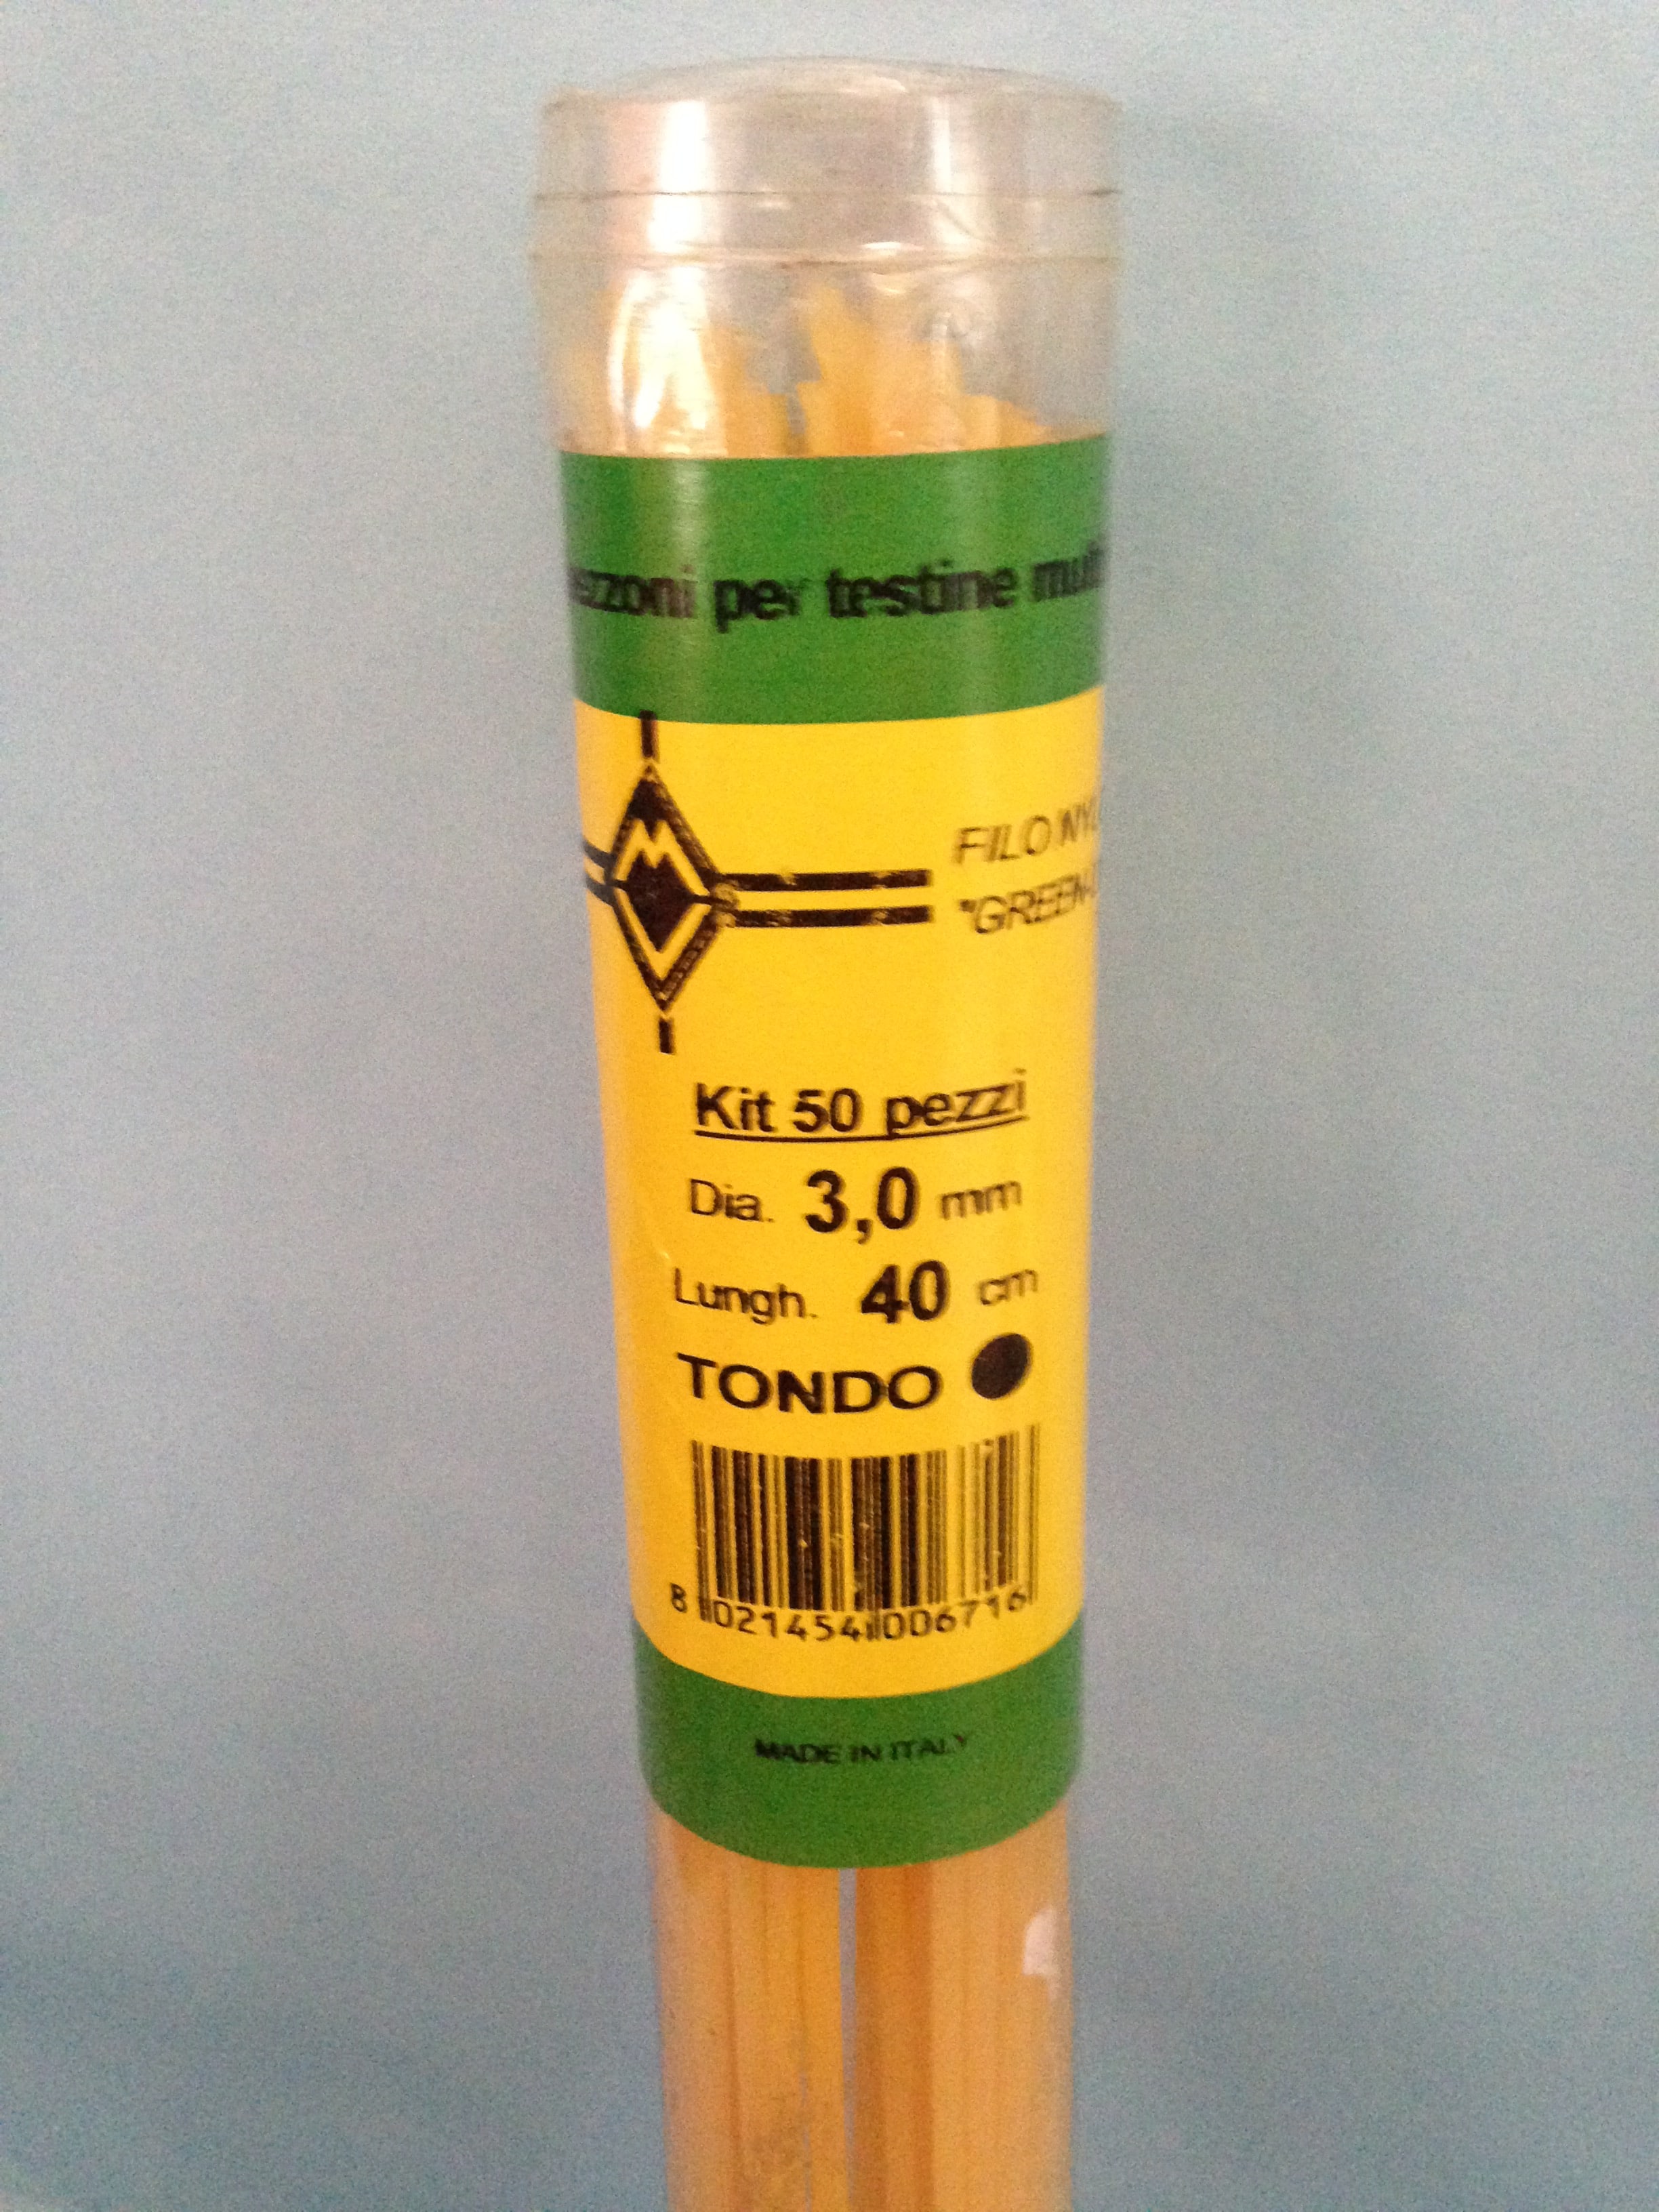 per testine
FILO
Kit 50 pezzi
Dia. 3,0 mm
Lungh. 40 cm
TONDO
8 021454 006716
MADE IN ITALY